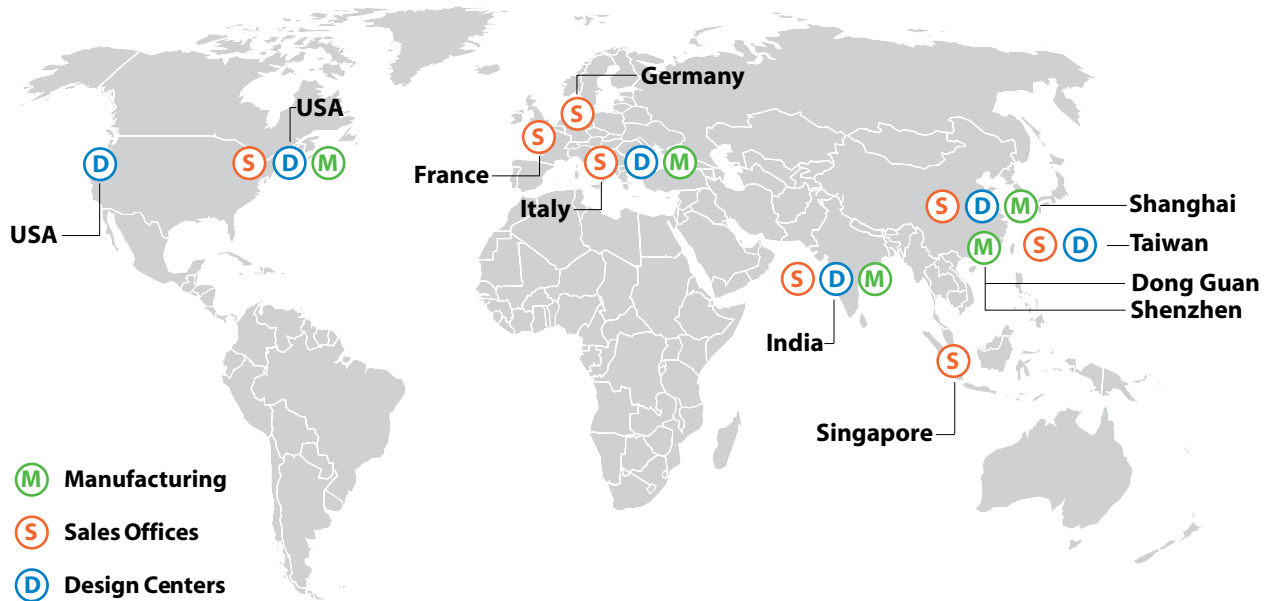 Germany
S
USA
S
D
S D M
S D M
France
Italy
S D M
Shanghai
USA
M
S D
Taiwan
S D M
Dong Guan
Shenzhen
India
S
Singapore
M Manufacturing
S Sales Offices
D Design Centers